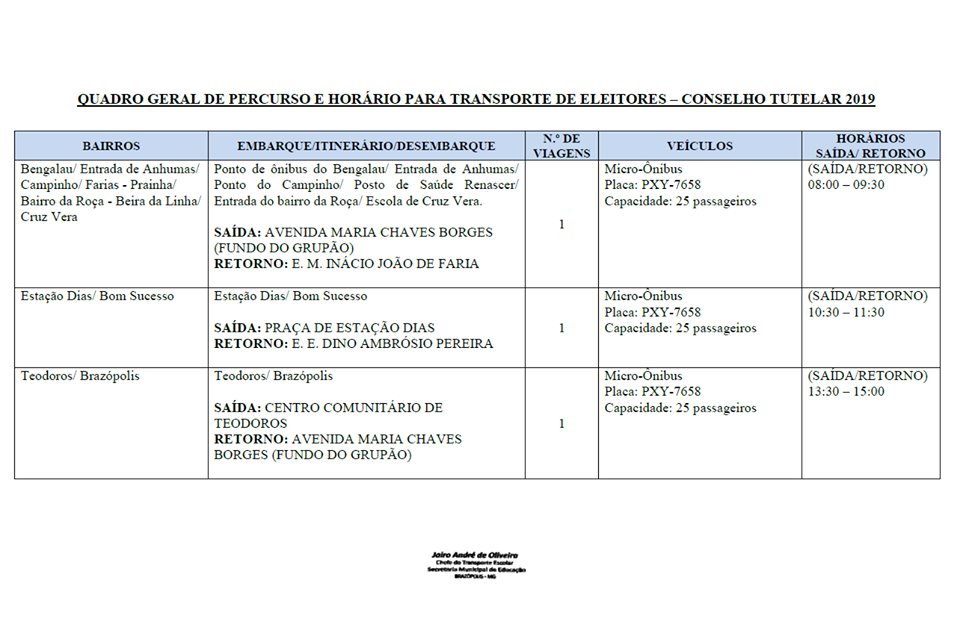 QUADRO GERAL DE PERCURSO E HORÁRIO PARA TRANSPORTE DE ELEITORES – CONSELHO TUTELAR 2019
BAIRROS
EMBARQUE/ITINERÁRIO/DESEMBARQUE
N.º DE
VIAGENS
VEÍCULOS
HORÁRIOS
SAÍDA/ RETORNO
Bengalau/ Entrada de Anhumas/
Campinho/ Farias - Prainha/
Bairro da Roça - Beira da Linha/
Cruz Vera
Ponto de ônibus do Bengalau/ Entrada de Anhumas/
Ponto do Campinho/ Posto de Saúde Renascer/
Entrada do bairro da Roça/ Escola de Cruz Vera.
SAÍDA: AVENIDA MARIA CHAVES BORGES
(FUNDO DO GRUPÃO)
RETORNO: E. M. INÁCIO JOÃO DE FARIA
1
Micro-Ônibus
Placa: PXY-7658
Capacidade: 25 passageiros
(SAÍDA/RETORNO)
08:00 – 09:30
Estação Dias/ Bom Sucesso
Estação Dias/ Bom Sucesso
SAÍDA: PRAÇA DE ESTAÇÃO DIAS
RETORNO: E. E. DINO AMBRÓSIO PEREIRA
1
Micro-Ônibus
Placa: PXY-7658
Capacidade: 25 passageiros
(SAÍDA/RETORNO)
10:30 – 11:30
Teodoros/ Brazópolis
Teodoros/ Brazópolis
SAÍDA: CENTRO COMUNITÁRIO DE
TEODOROS
RETORNO: AVENIDA MARIA CHAVES
BORGES (FUNDO DO GRUPÃO)
1
Micro-Ônibus
Placa: PXY-7658
Capacidade: 25 passageiros
(SAÍDA/RETORNO)
13:30 – 15:00
Jairo André de Oliveira
Chefe do Transporte Escolar
Secretaria Municipal de Educação
BRAZÓPOLIS - MG